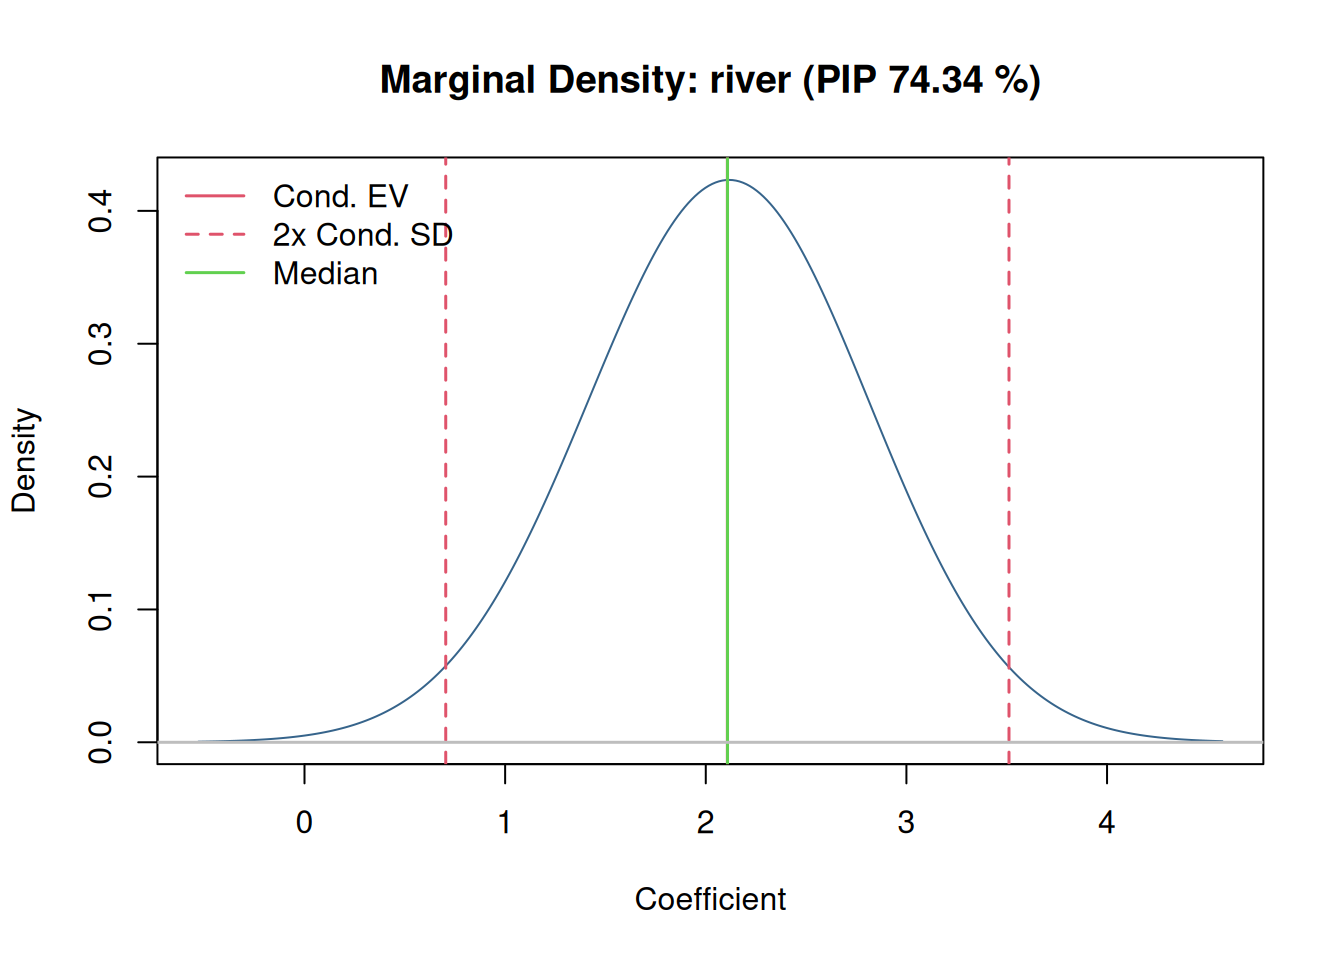 Marginal Density: river (PIP 74.34 %)
Cond. EV
2x Cond. SD
Median
Density
0.4
0.3
0.2
0.1
0.0
0 1 2 3 4
Coefficient